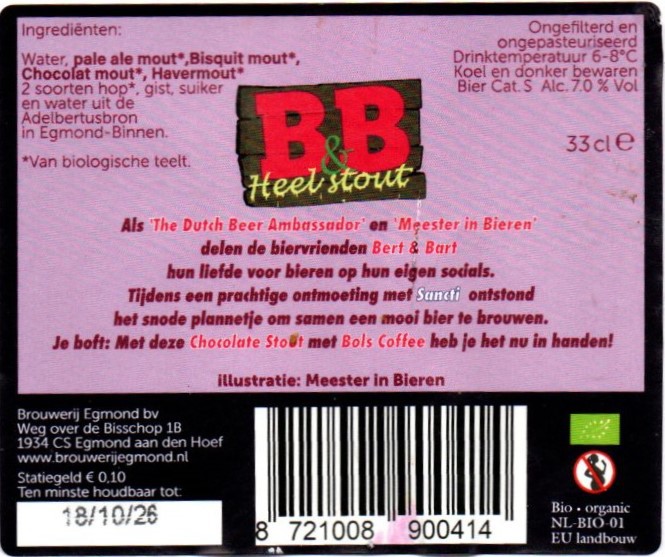 Ingrediënten:
Water, pale ale mout*,Bisquit mout*,
Chocolat mout*, Havermout*
2 soorten hop*, gist, suiker
en water uit de
Adelbertusbron
in Egmond-Binnen.
*Van biologische teelt.
Ongefilterd en
ongepasteuriseerd
Drinktemperatuur 6-8°C
Koel en donker bewaren
Bier Cat. S Alc. 7.0 % Vol
33 cl e
B&B
Heel stout
Als 'The Dutch Beer Ambassador' en 'Meester in Bieren'
delen de biervrienden Bert & Bart
hun liefde voor bieren op hun eigen socials.
Tijdens een prachtige ontmoeting met Sancti ontstond
het snode plannetje om samen een mooi bier te brouwen.
Je boft: Met deze Chocolate Stout met Bols Coffee heb je het nu in handen!
illustratie: Meester in Bieren
Brouwerij Egmond bv
Weg over de Bisschop 1B
1934 CS Egmond aan den Hoef
www.brouwerijegmond.nl
Statiegeld € 0,10
Ten minste houdbaar tot:
18/10/26
8 721008 900414
Bio • organic
NL-BIO-01
EU landbouw